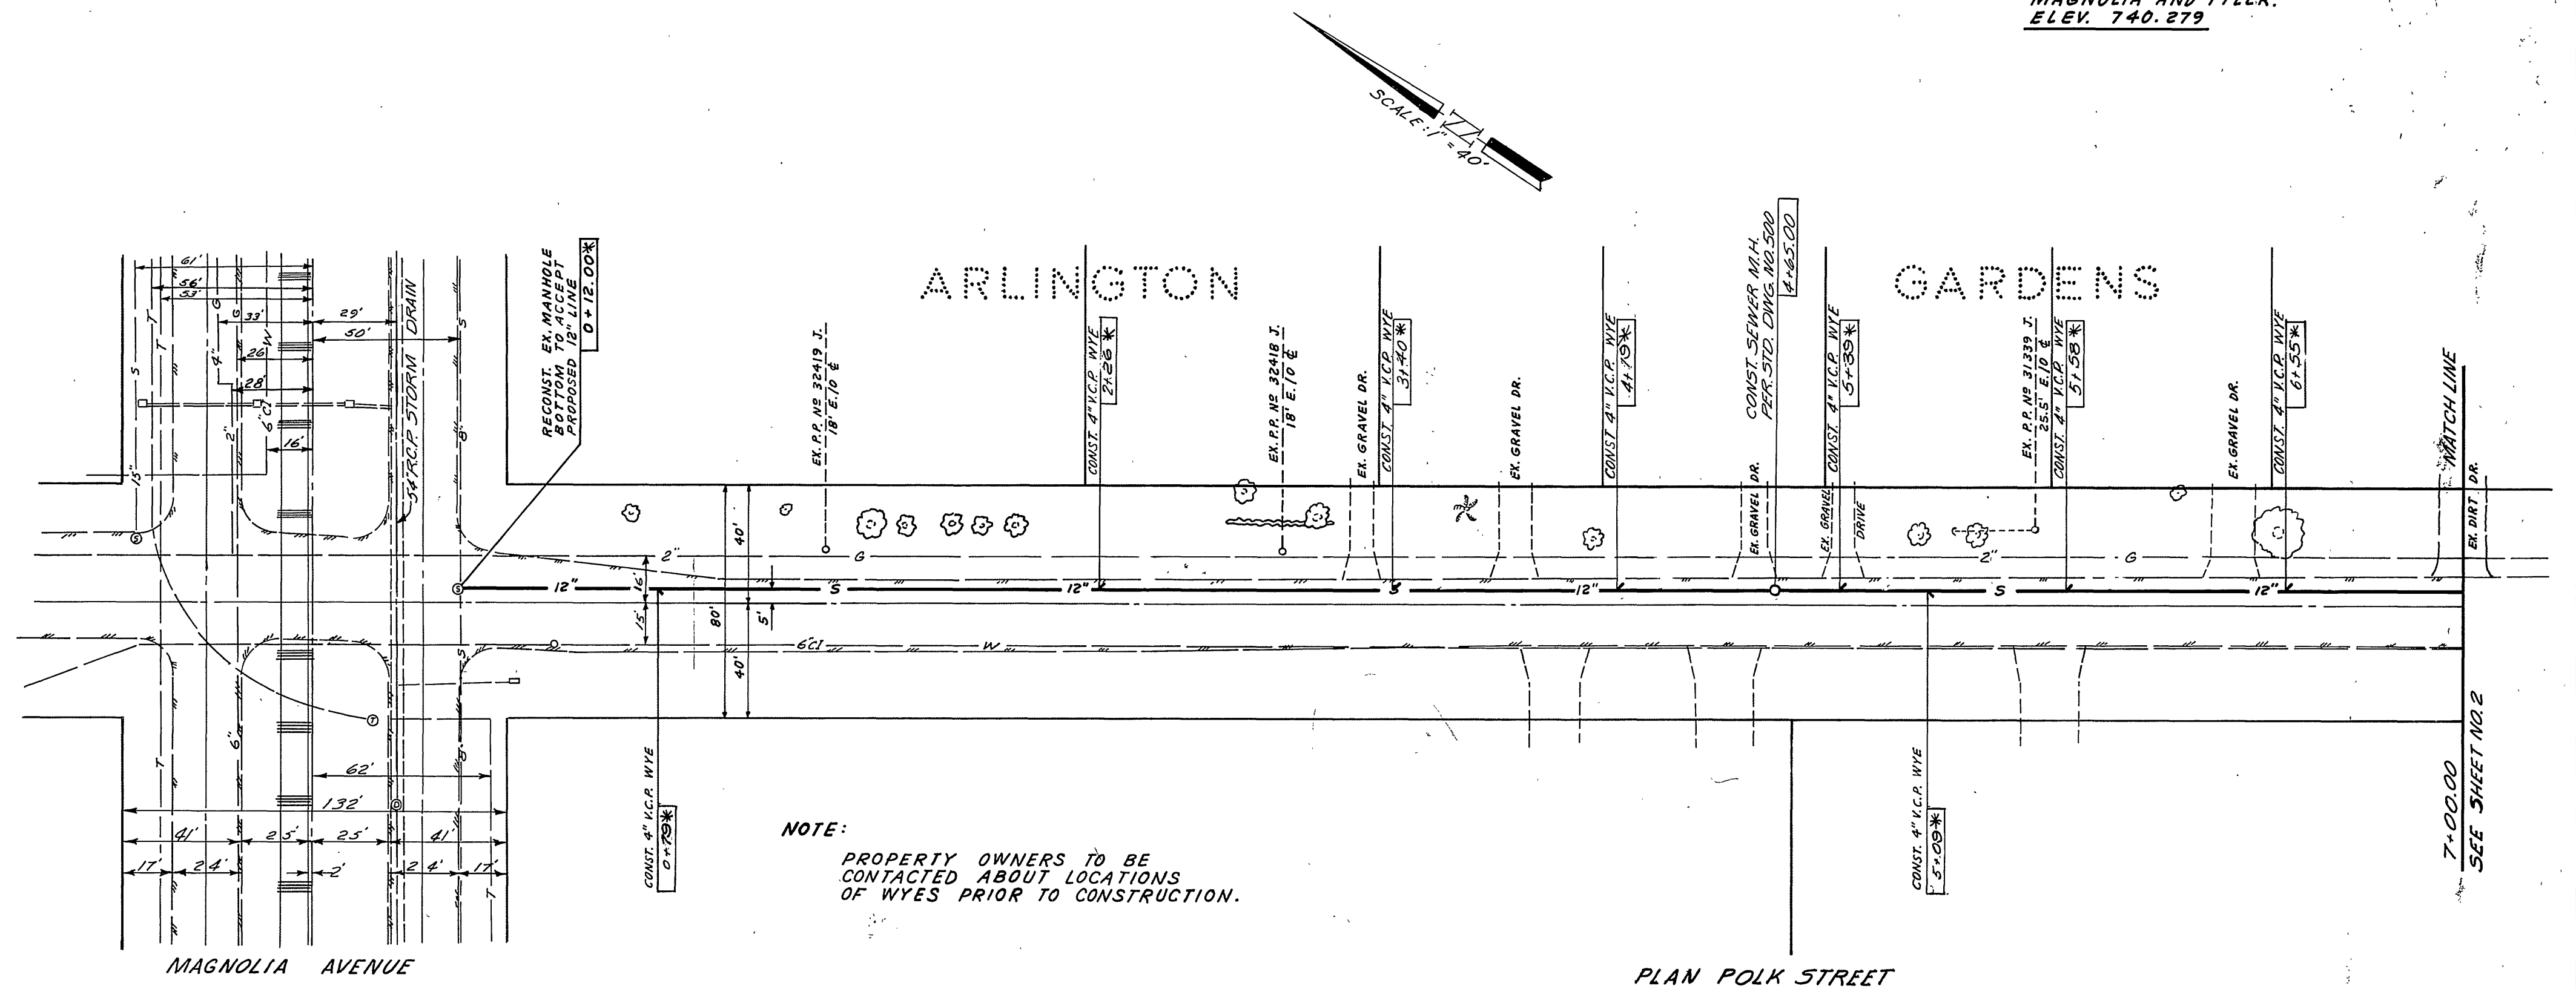 ELEV. 740.279
SCALE: 1" = 40'
ARLINGTON GARDENS
RECONST. EX. MANHOLE
BOTTOM TO ACCEPT
PROPOSED 12" LINE
0+12.00*
EX. P.P. Nº 32419 J.
18' E. 10 ℄
CONST. 4" V.C.P. WYE
2+26*
EX. P.P. Nº 32418 J.
18' E. 10 ℄
EX. GRAVEL DR.
CONST. 4" V.C.P. WYE
3+40*
EX. GRAVEL DR.
CONST. 4" V.C.P. WYE
4+19*
CONST. SEWER M.H.
PER. STD. DWG. NO. 500
4+65.00
EX. GRAVEL DR.
EX. GRAVEL
DRIVE
CONST. 4" V.C.P. WYE
5+39*
EX. P.P. Nº 31339 J.
25.5' E. 10 ℄
CONST. 4" V.C.P. WYE
5+58*
EX. GRAVEL DR.
CONST. 4" V.C.P. WYE
6+55*
MATCH LINE
EX. DIRT DR.
61'
56'
53'
33'
29'
50'
26'
28'
16'
T
T
G
G
W
S
S
4"
2"
6"CI
15"
8"
54" R.C.P. STORM DRAIN
S
S
T
D
2"
G
2"
G
12"
S
12"
S
12"
S
12"
16'
15'
40'
80'
40'
5'
6"CI
W
T
6"
S
8"
62'
132'
41'
25'
25'
41'
17'
24'
2'
24'
17'
T
CONST. 4" V.C.P. WYE
0+79*
CONST. 4" V.C.P. WYE
5+09*
7+00.00
SEE SHEET NO. 2
NOTE:
PROPERTY OWNERS TO BE
CONTACTED ABOUT LOCATIONS
OF WYES PRIOR TO CONSTRUCTION.
MAGNOLIA AVENUE
PLAN POLK STREET